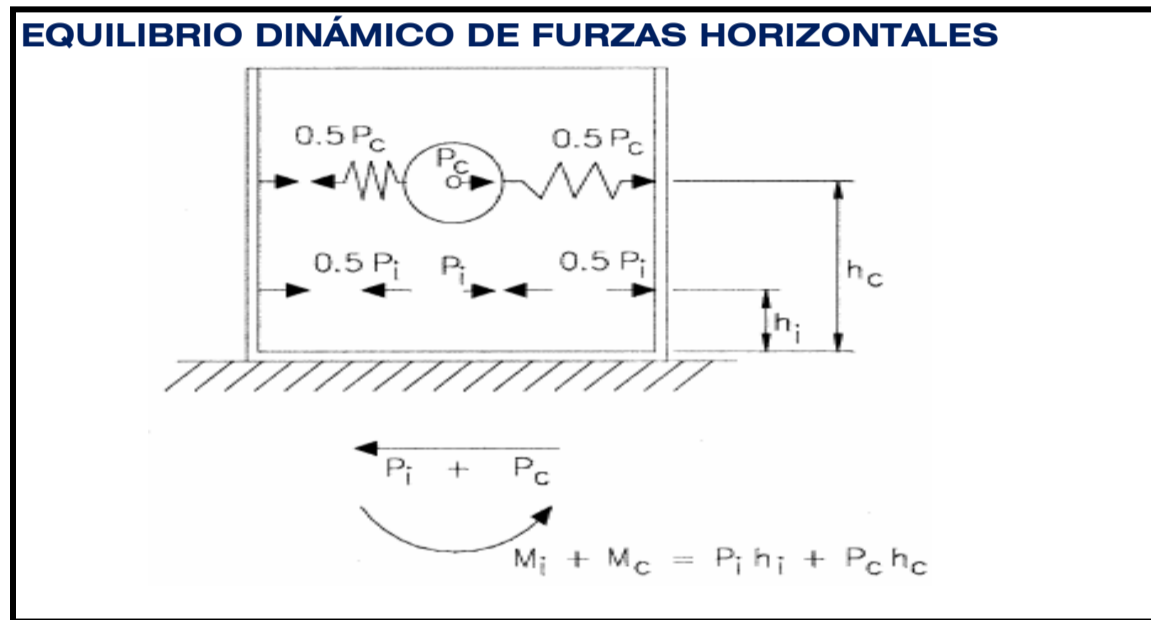 EQUILIBRIO DINÁMICO DE FURZAS HORIZONTALES
0.5 Pc Pc 0.5 Pc
0.5 Pi Pi 0.5 Pi
hc
hi
Pi + Pc
Mi + Mc = Pi hi + Pc hc